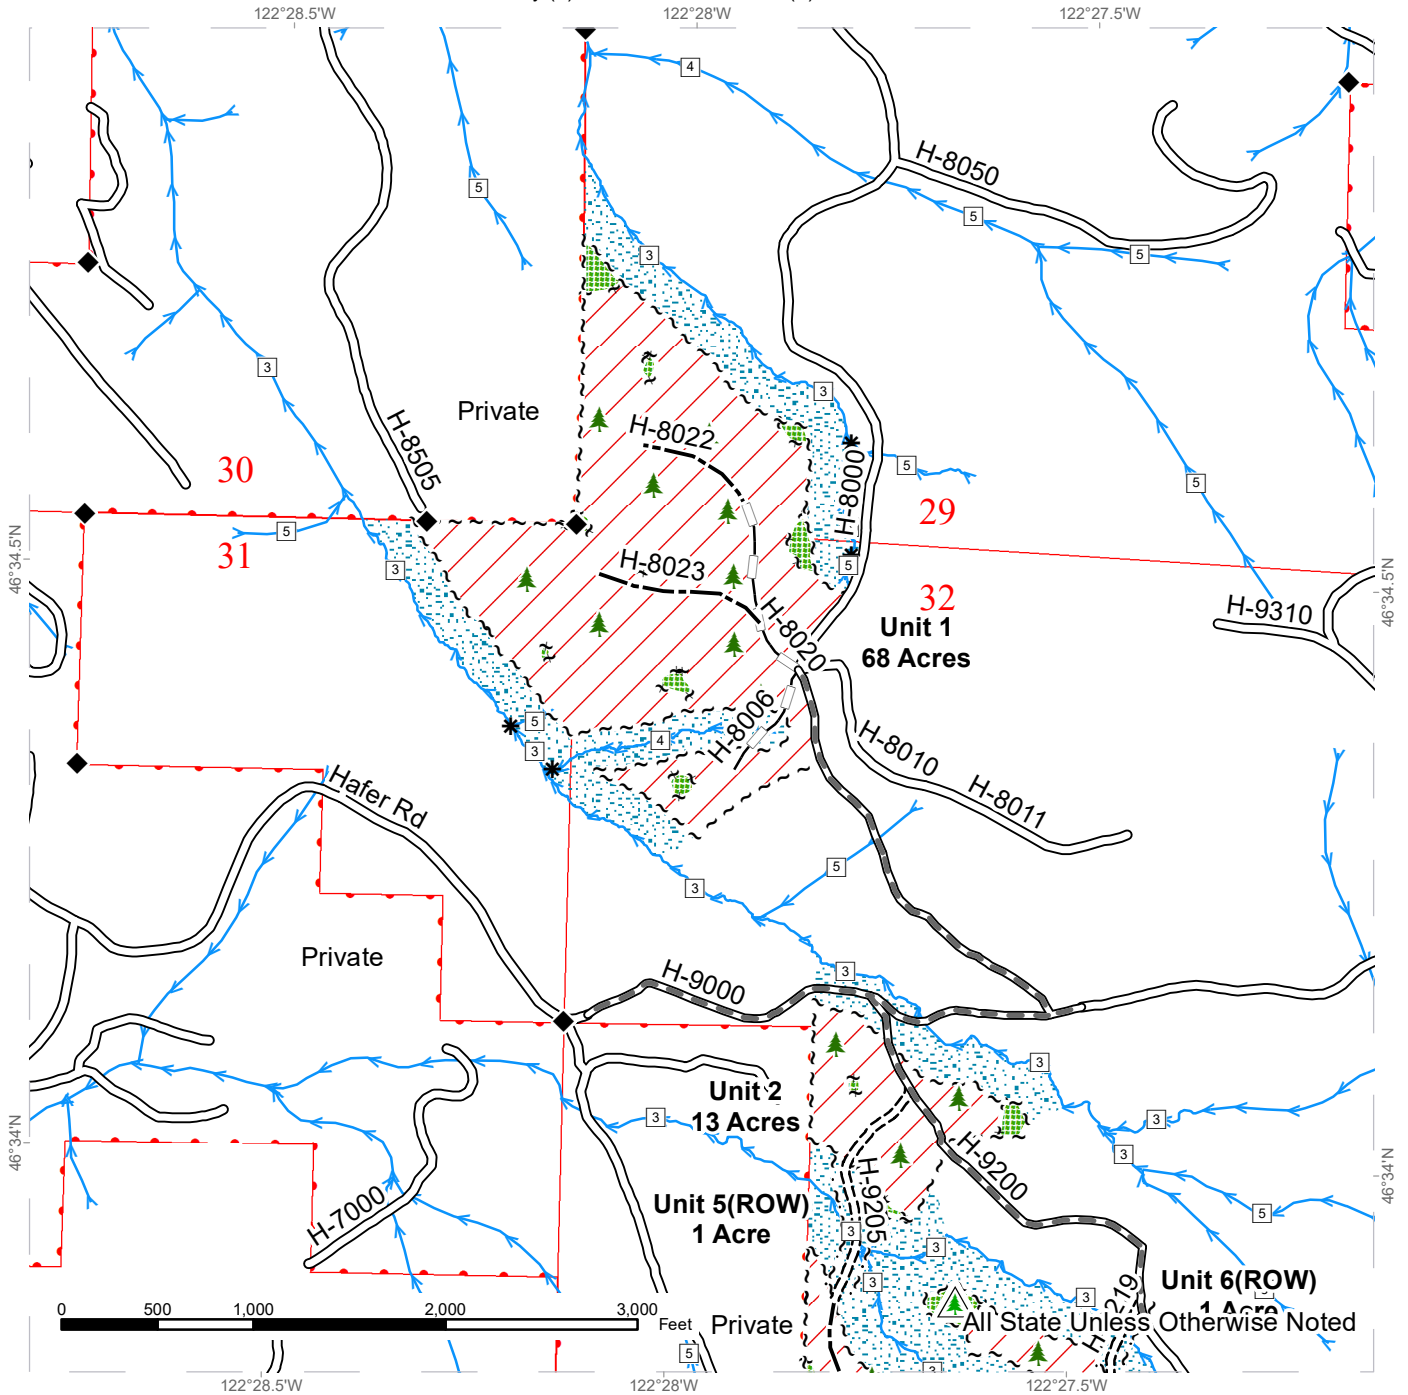 122°28.5'W
122°28'W
122°27.5'W
4
H-8050
5
5
3
5
3
3
Private
H-8505
H-8022
30
H-8000
5
29
5
5
31
3
46°34.5'N
46°34.5'N
H-8023
5
32
H-9310
H-8020
Unit 1
68 Acres
5
H-8006
4
3
H-8010
Hafer Rd
H-8011
5
3
Private
3
H-9000
3
Unit 2
13 Acres
3
3
3
46°34'N
46°34'N
H-9200
H-9205
H-7000
Unit 5(ROW)
1 Acre
5
3
3
3
3
Unit 6(ROW)
1 Acre
0
500
1,000
2,000
3,000
Feet
Private
All State Unless Otherwise Noted
5
3
122°28.5'W
122°28'W
122°27.5'W